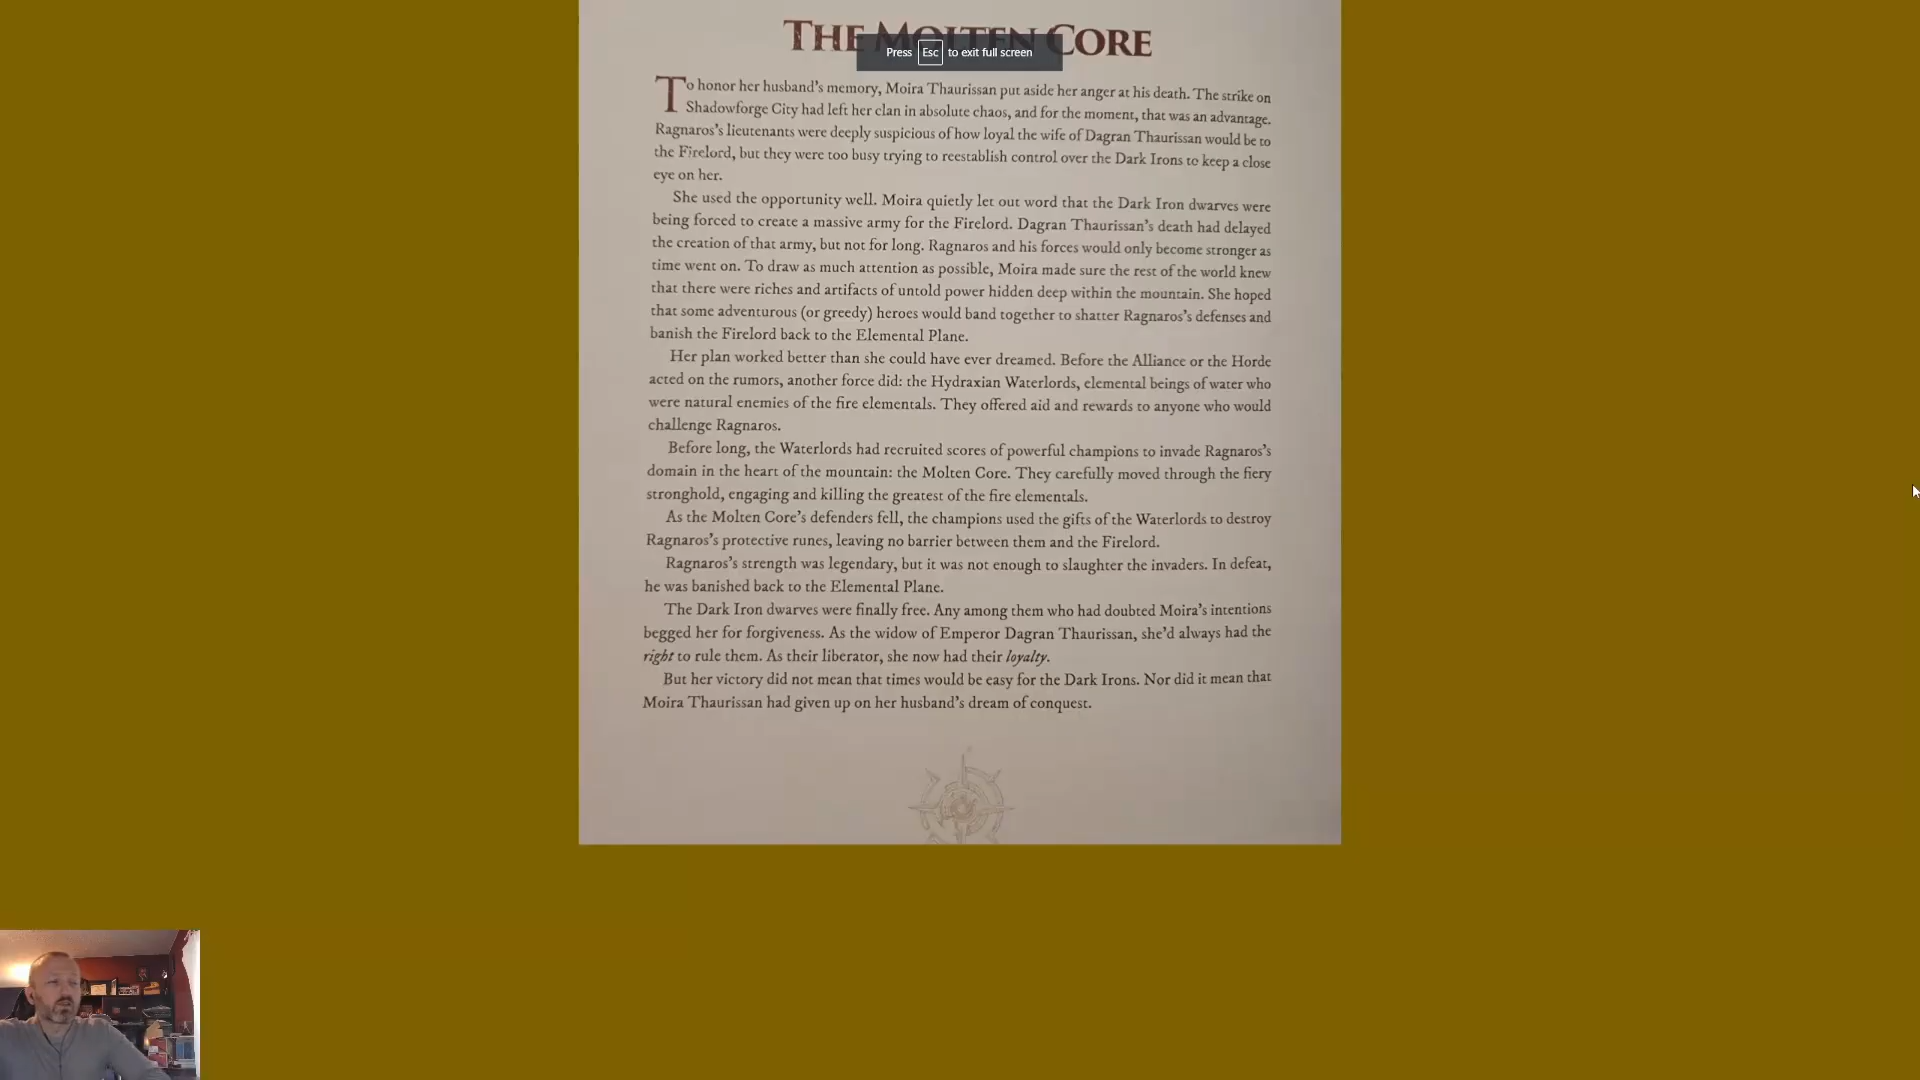 THE MOLTEN CORE
Press Esc to exit full screen
To honor her husband's memory, Moira Thaurissan put aside her anger at his death. The strike on
Shadowforge City had left her clan in absolute chaos, and for the moment, that was an advantage.
Ragnaros's lieutenants were deeply suspicious of how loyal the wife of Dagran Thaurissan would be to
the Firelord, but they were too busy trying to reestablish control over the Dark Irons to keep a close
eye on her.
She used the opportunity well. Moira quietly let out word that the Dark Iron dwarves were
being forced to create a massive army for the Firelord. Dagran Thaurissan's death had delayed
the creation of that army, but not for long. Ragnaros and his forces would only become stronger as
time went on. To draw as much attention as possible, Moira made sure the rest of the world knew
that there were riches and artifacts of untold power hidden deep within the mountain. She hoped
that some adventurous (or greedy) heroes would band together to shatter Ragnaros's defenses and
banish the Firelord back to the Elemental Plane.
Her plan worked better than she could have ever dreamed. Before the Alliance or the Horde
acted on the rumors, another force did: the Hydraxian Waterlords, elemental beings of water who
were natural enemies of the fire elementals. They offered aid and rewards to anyone who would
challenge Ragnaros.
Before long, the Waterlords had recruited scores of powerful champions to invade Ragnaros's
domain in the heart of the mountain: the Molten Core. They carefully moved through the fiery
stronghold, engaging and killing the greatest of the fire elementals.
As the Molten Core's defenders fell, the champions used the gifts of the Waterlords to destroy
Ragnaros's protective runes, leaving no barrier between them and the Firelord.
Ragnaros's strength was legendary, but it was not enough to slaughter the invaders. In defeat,
he was banished back to the Elemental Plane.
The Dark Iron dwarves were finally free. Any among them who had doubted Moira's intentions
begged her for forgiveness. As the widow of Emperor Dagran Thaurissan, she'd always had the
right to rule them. As their liberator, she now had their loyalty.
But her victory did not mean that times would be easy for the Dark Irons. Nor did it mean that
Moira Thaurissan had given up on her husband's dream of conquest.